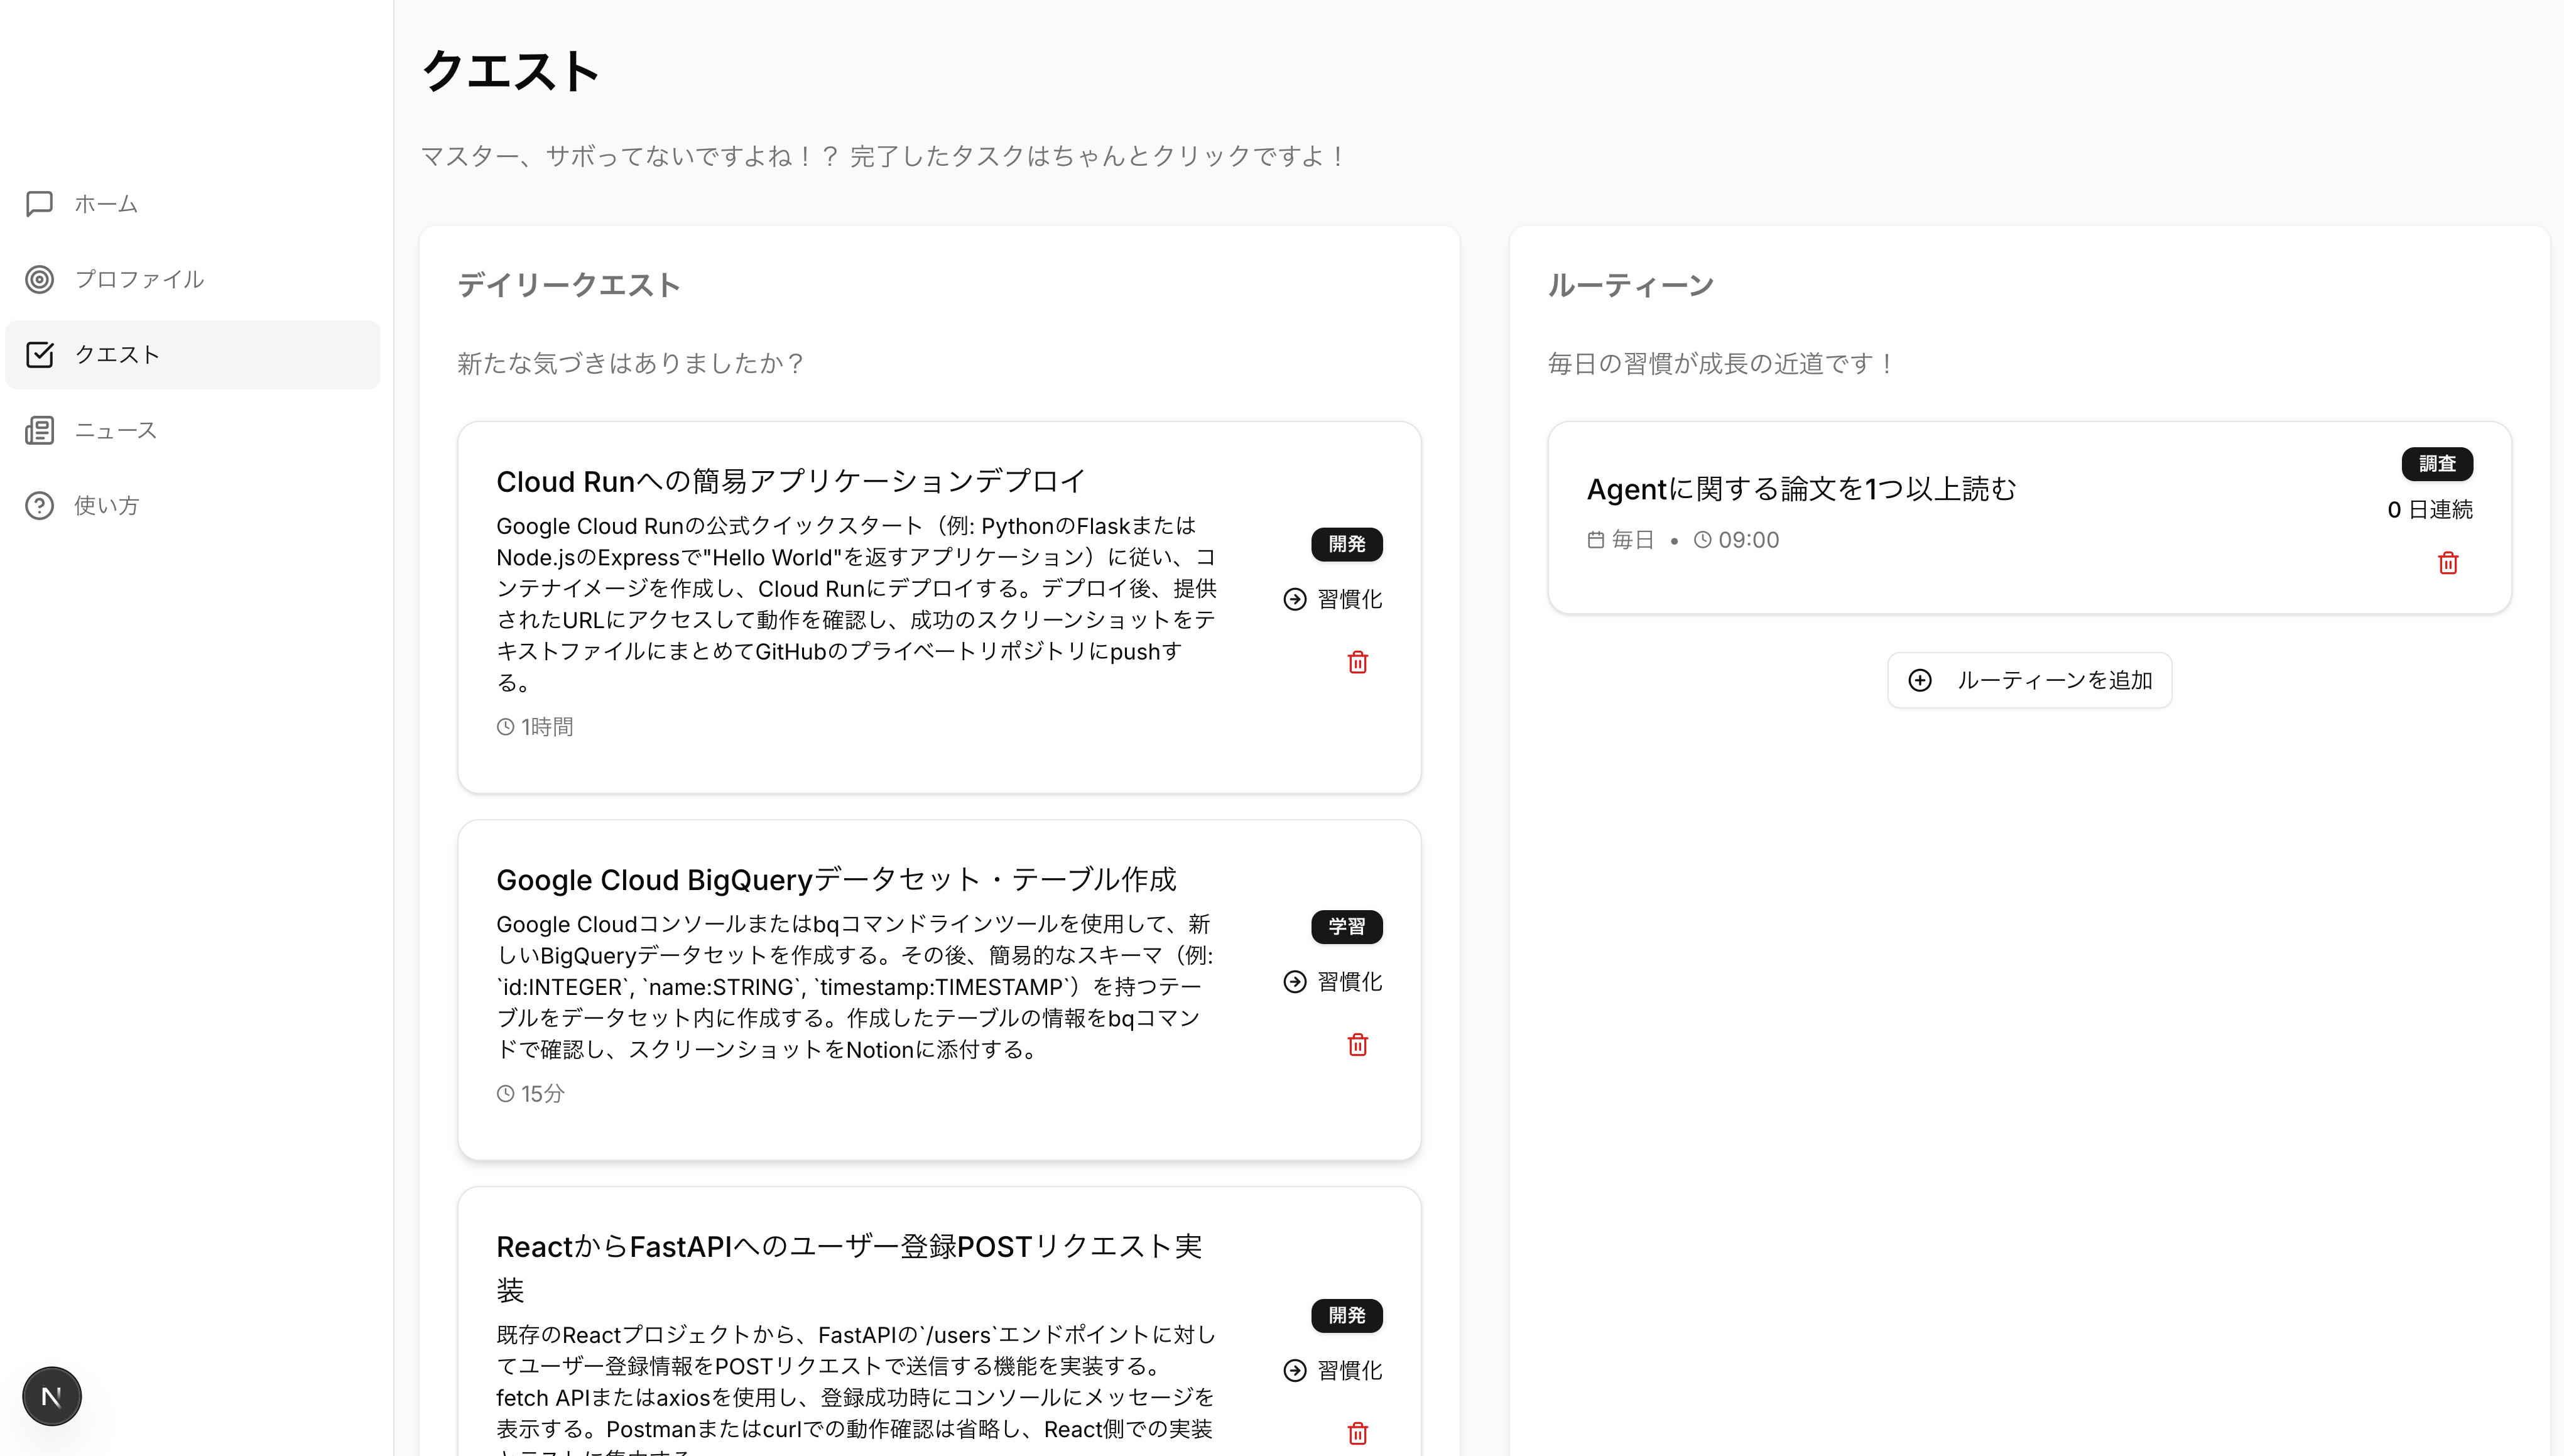 クエスト
マスター、サボってないですよね！？ 完了したタスクはちゃんとクリックですよ！
ホーム
プロファイル
クエスト
ニュース
使い方
デイリークエスト
新たな気づきはありましたか？
Cloud Runへの簡易アプリケーションデプロイ
Google Cloud Runの公式クイックスタート（例: PythonのFlaskまたは
Node.jsのExpressで"Hello World"を返すアプリケーション）に従い、コ
ンテナイメージを作成し、Cloud Runにデプロイする。デプロイ後、提供
されたURLにアクセスして動作を確認し、成功のスクリーンショットをテ
キストファイルにまとめてGitHubのプライベートリポジトリにpushす
る。
1時間
開発
習慣化
Google Cloud BigQueryデータセット・テーブル作成
Google Cloudコンソールまたはbqコマンドラインツールを使用して、新
しいBigQueryデータセットを作成する。その後、簡易的なスキーマ（例:
`id:INTEGER`, `name:STRING`, `timestamp:TIMESTAMP`）を持つテー
ブルをデータセット内に作成する。作成したテーブルの情報をbqコマン
ドで確認し、スクリーンショットをNotionに添付する。
15分
学習
習慣化
ReactからFastAPIへのユーザー登録POSTリクエスト実
装
既存のReactプロジェクトから、FastAPIの`/users`エンドポイントに対し
てユーザー登録情報をPOSTリクエストで送信する機能を実装する。
fetch APIまたはaxiosを使用し、登録成功時にコンソールにメッセージを
表示する。Postmanまたはcurlでの動作確認は省略し、React側での実装
開発
習慣化
ルーティーン
毎日の習慣が成長の近道です！
Agentに関する論文を1つ以上読む
毎日 • 09:00
調査
0 日連続
ルーティーンを追加
N